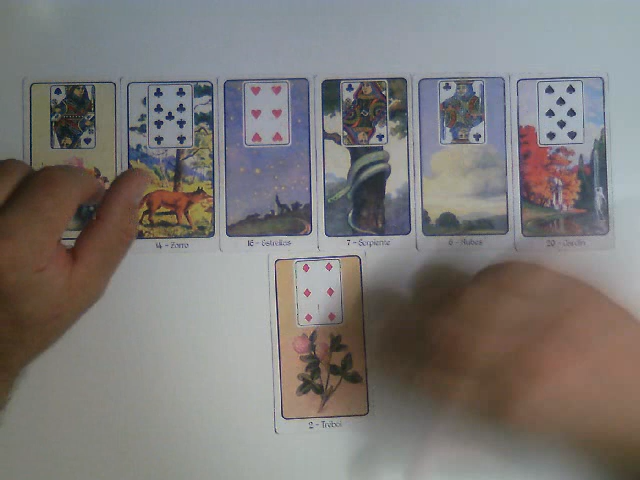 14 - Zorro
16 - Estrellas
7 - Serpiente
6 - Nubes
20 - Jardín
2 - Trébol